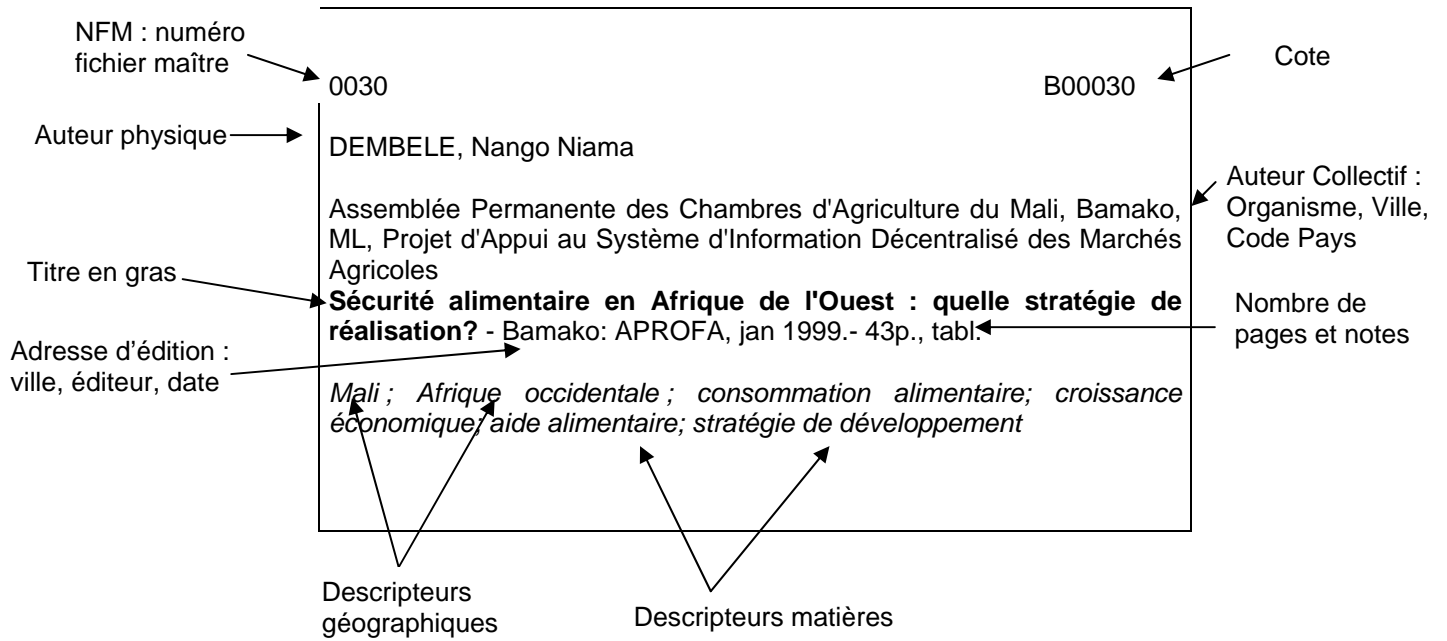 NFM : numéro
fichier maître
Cote
0030
B00030
Auteur physique
DEMBELE, Nango Niama
Auteur Collectif :
Organisme, Ville,
Code Pays
Assemblée Permanente des Chambres d'Agriculture du Mali, Bamako,
ML, Projet d'Appui au Système d'Information Décentralisé des Marchés
Agricoles
Titre en gras
Sécurité alimentaire en Afrique de l'Ouest : quelle stratégie de
réalisation? - Bamako: APROFA, jan 1999.- 43p., tabl.
Nombre de
pages et notes
Adresse d’édition :
ville, éditeur, date
Mali ; Afrique occidentale ; consommation alimentaire; croissance
économique; aide alimentaire; stratégie de développement
Descripteurs
géographiques
Descripteurs matières